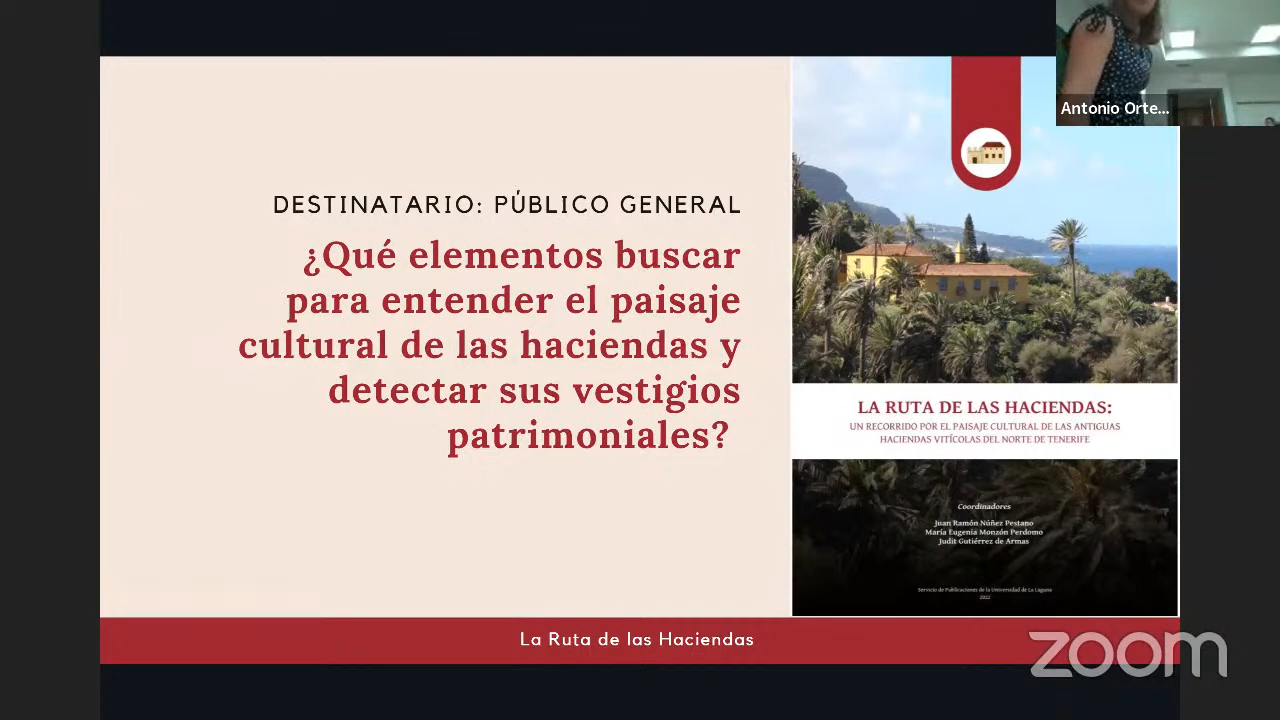 Antonio Orte...
DESTINATARIO: PÚBLICO GENERAL
¿Qué elementos buscar
para entender el paisaje
cultural de las haciendas y
detectar sus vestigios
patrimoniales?
LA RUTA DE LAS HACIENDAS:
UN RECORRIDO POR EL PAISAJE CULTURAL DE LAS ANTIGUAS
HACIENDAS VITÍCOLAS DEL NORTE DE TENERIFE
Coordinadores
Juan Ramón Núñez Pestano
María Eugenia Monzón Perdomo
Judit Gutiérrez de Armas
Servicio de Publicaciones de la Universidad de La Laguna
2022
La Ruta de las Haciendas
zoom